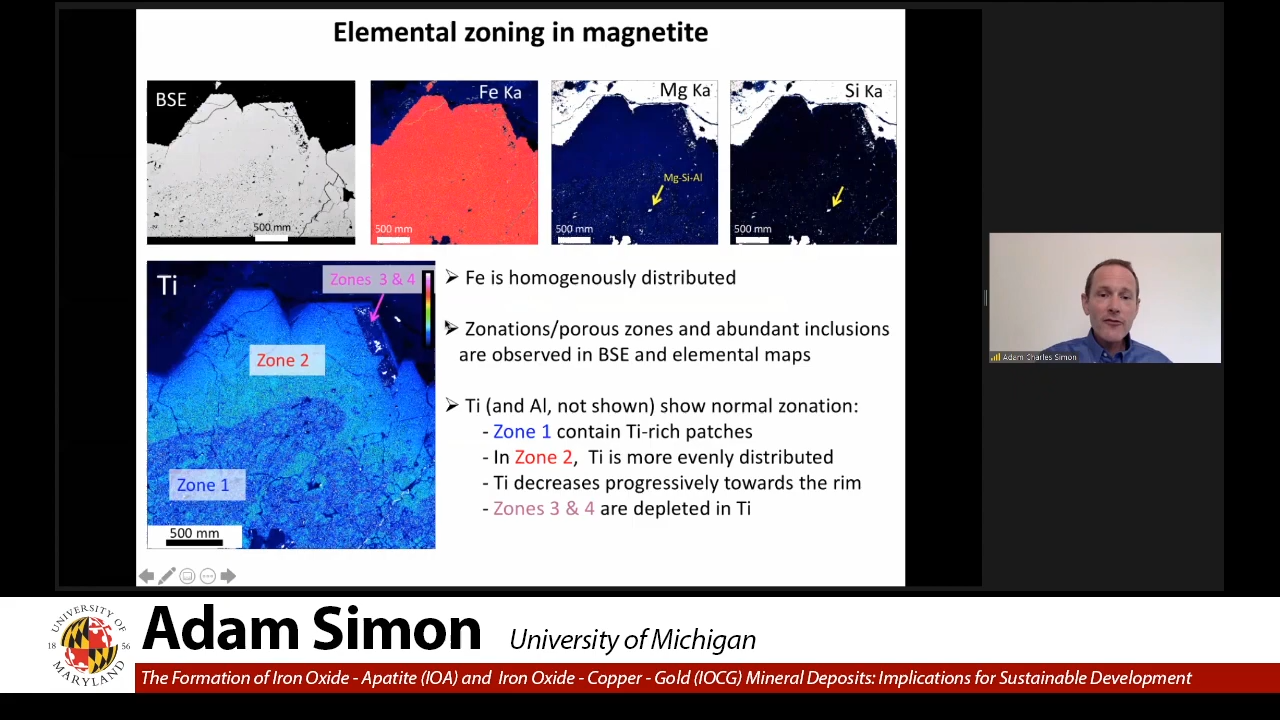 Elemental zoning in magnetite
BSE
500 mm
Fe Ka
500 mm
Mg Ka
Mg-Si-Al
500 mm
Si Ka
500 mm
Ti
Zones 3 & 4
Zone 2
Zone 1
500 mm
➢ Fe is homogenously distributed
➢ Zonations/porous zones and abundant inclusions
are observed in BSE and elemental maps
➢ Ti (and Al, not shown) show normal zonation:
- Zone 1 contain Ti-rich patches
- In Zone 2, Ti is more evenly distributed
- Ti decreases progressively towards the rim
- Zones 3 & 4 are depleted in Ti
Adam Charles Simon
UNIVERSITY OF
18 56
MARYLAND
Adam Simon University of Michigan
The Formation of Iron Oxide - Apatite (IOA) and Iron Oxide - Copper - Gold (IOCG) Mineral Deposits: Implications for Sustainable Development